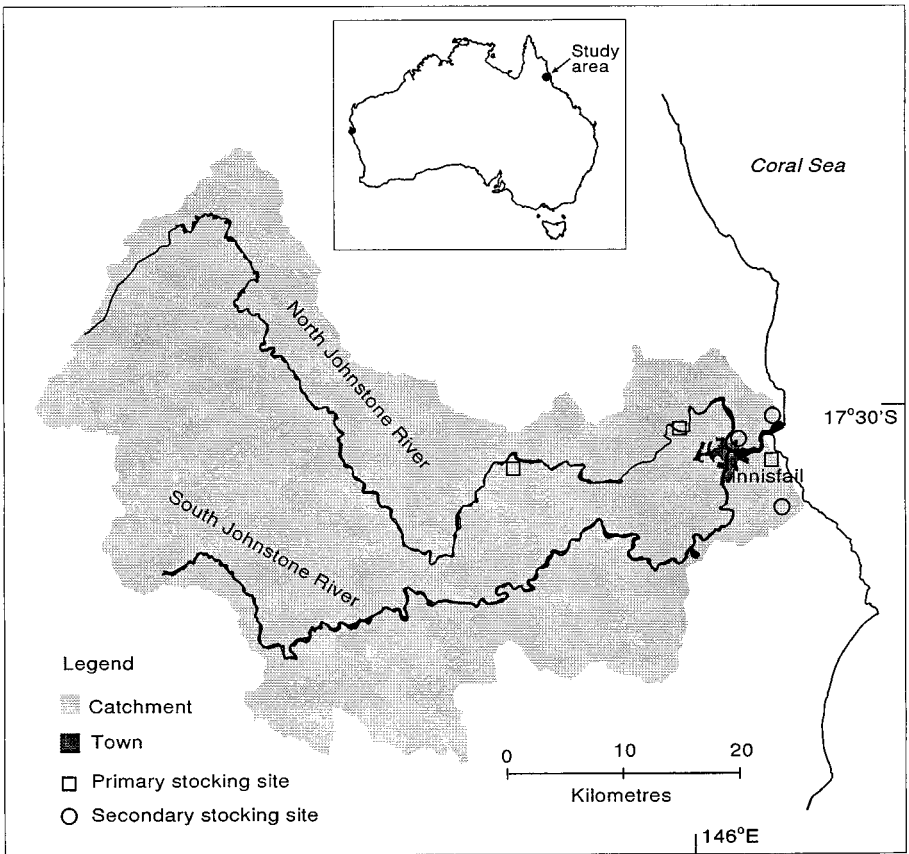 Study
area
Coral Sea
North Johnstone River
17°30'S
Innisfail
South Johnstone River
Legend
Catchment
Town
Primary stocking site
Secondary stocking site
0 10 20
Kilometres
146°E